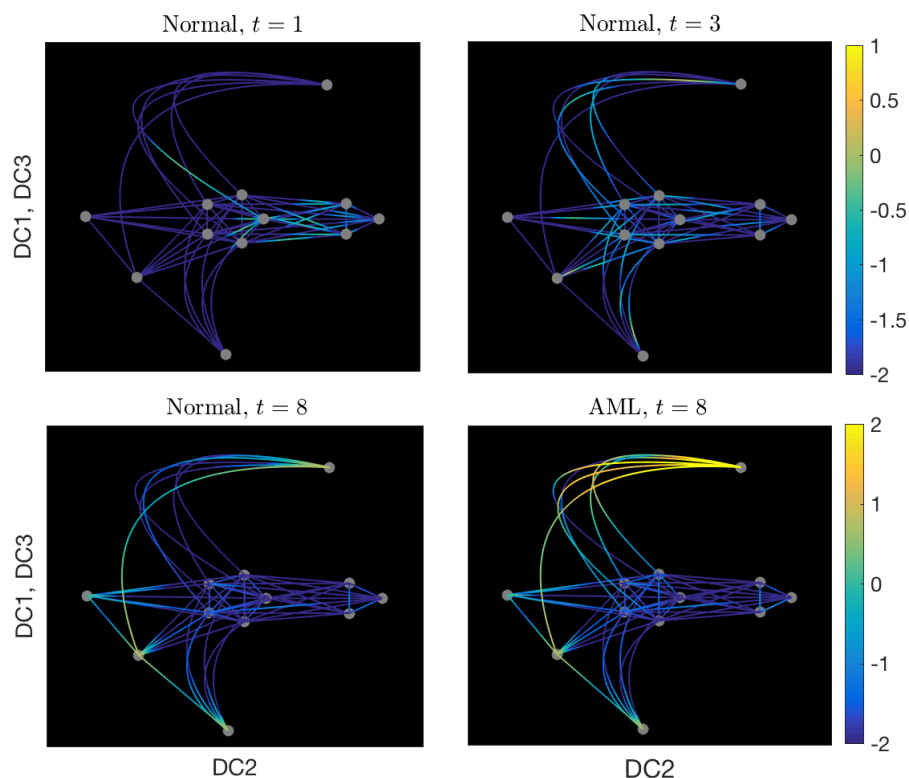 Normal, t = 1
Normal, t = 3
DC1, DC3
1
0.5
0
-0.5
-1
-1.5
-2
Normal, t = 8
AML, t = 8
DC1, DC3
2
1
0
-1
-2
DC2
DC2